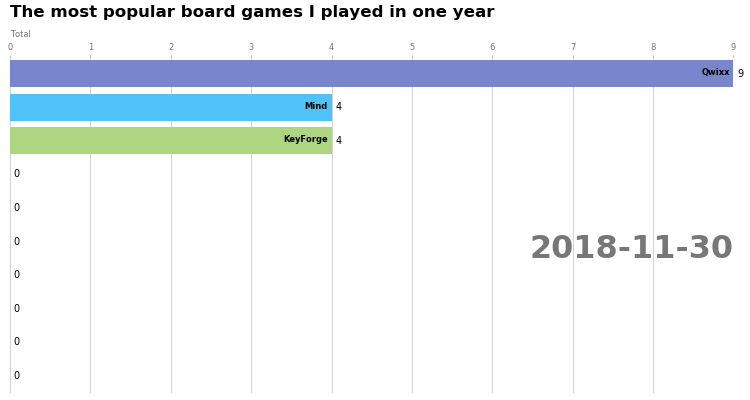 The most popular board games I played in one year
Total
0 1 2 3 4 5 6 7 8 9
Qwixx 9
Mind 4
KeyForge 4
0
0
0
2018-11-30
0
0
0
0